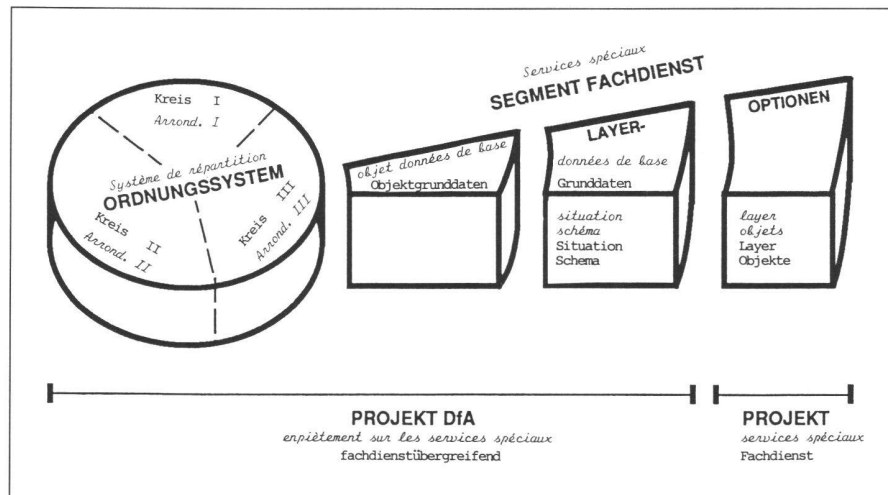 Services spéciaux
SEGMENT FACHDIENST
Kreis I
Arrond. I
Système de répartition
ORDNUNGSSYSTEM
Kreis II
Arrond. II
Kreis III
Arrond. III
objet données de base
Objektgrunddaten
LAYER-
données de base
Grunddaten
situation
schéma
Situation
Schema
OPTIONEN
layer
objets
Layer
Objekte
PROJEKT DfA
enpiètement sur les services spéciaux
fachdienstübergreifend
PROJEKT
services spéciaux
Fachdienst